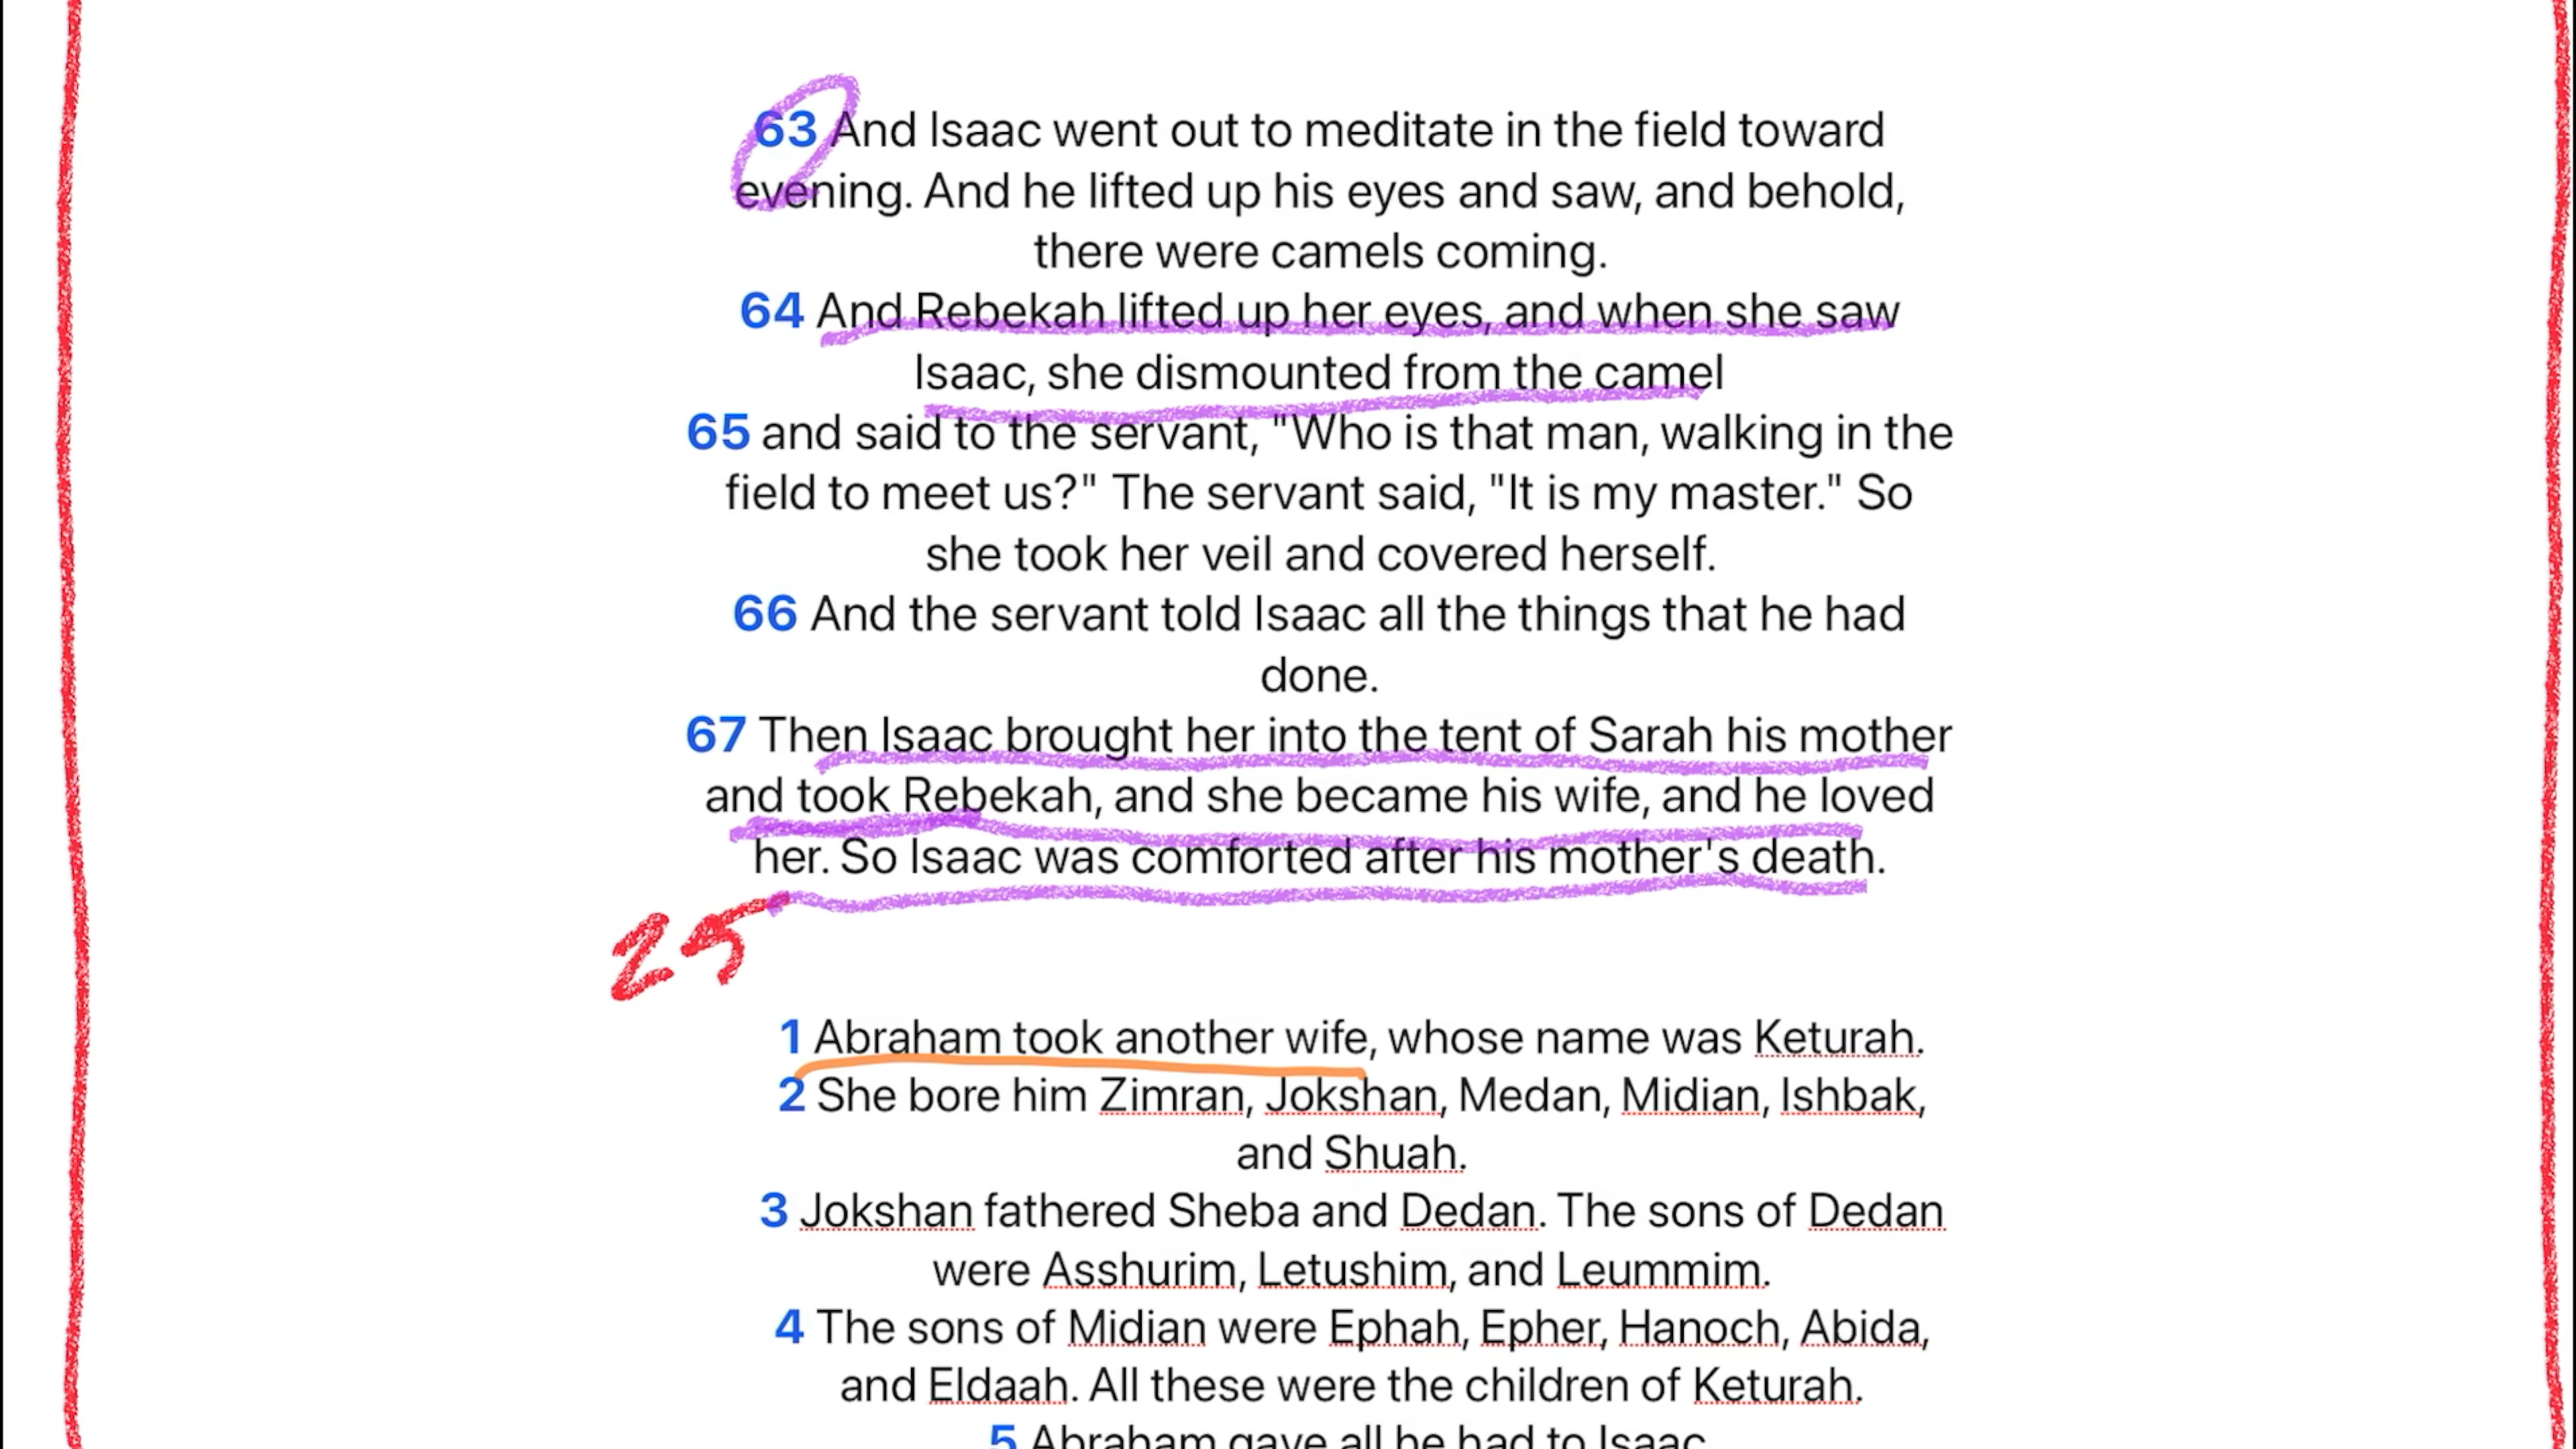 63 And Isaac went out to meditate in the field toward
evening. And he lifted up his eyes and saw, and behold,
there were camels coming.
64 And Rebekah lifted up her eyes, and when she saw
Isaac, she dismounted from the camel
65 and said to the servant, "Who is that man, walking in the
field to meet us?" The servant said, "It is my master." So
she took her veil and covered herself.
66 And the servant told Isaac all the things that he had
done.
67 Then Isaac brought her into the tent of Sarah his mother
and took Rebekah, and she became his wife, and he loved
her. So Isaac was comforted after his mother's death.
25
1 Abraham took another wife, whose name was Keturah.
2 She bore him Zimran, Jokshan, Medan, Midian, Ishbak,
and Shuah.
3 Jokshan fathered Sheba and Dedan. The sons of Dedan
were Asshurim, Letushim, and Leummim.
4 The sons of Midian were Ephah, Epher, Hanoch, Abida,
and Eldaah. All these were the children of Keturah.
5 Abraham gave all he had to Isaac.